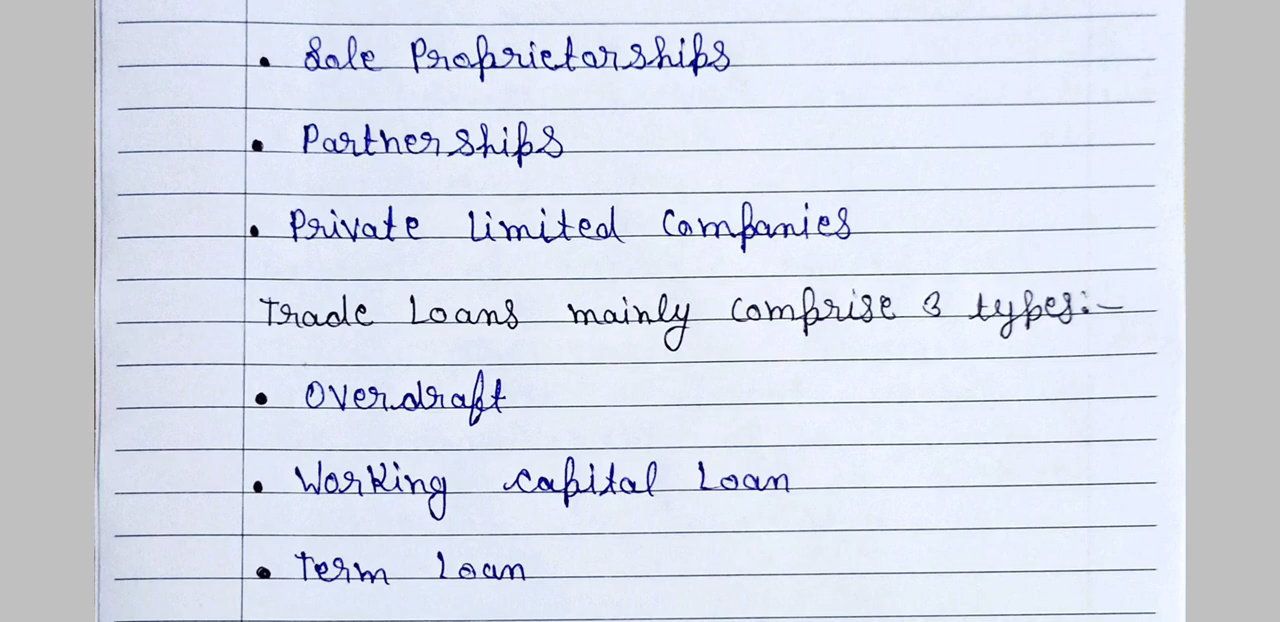 • Sole Proprietorships
• Partnerships
• Private Limited Companies
Trade Loans mainly comprise 3 types:-
• Overdraft
• Working capital Loan
• Term Loan